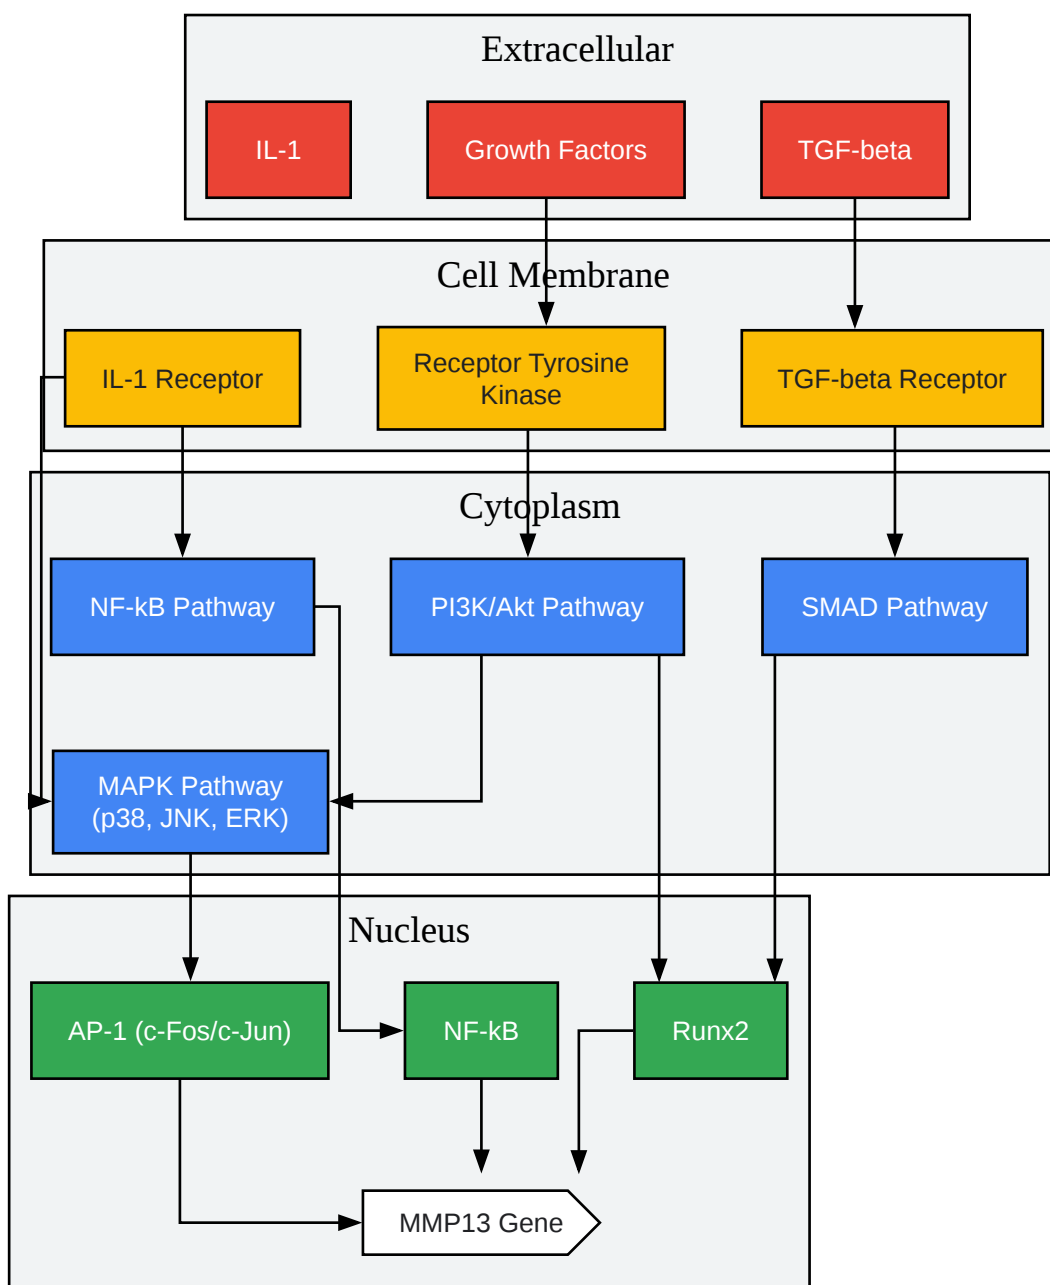 Extracellular
IL-1
Growth Factors
TGF-beta
Cell Membrane
IL-1 Receptor
Receptor Tyrosine
Kinase
TGF-beta Receptor
Cytoplasm
NF-kB Pathway
PI3K/Akt Pathway
SMAD Pathway
MAPK Pathway
(p38, JNK, ERK)
Nucleus
AP-1 (c-Fos/c-Jun)
NF-kB
Runx2
MMP13 Gene